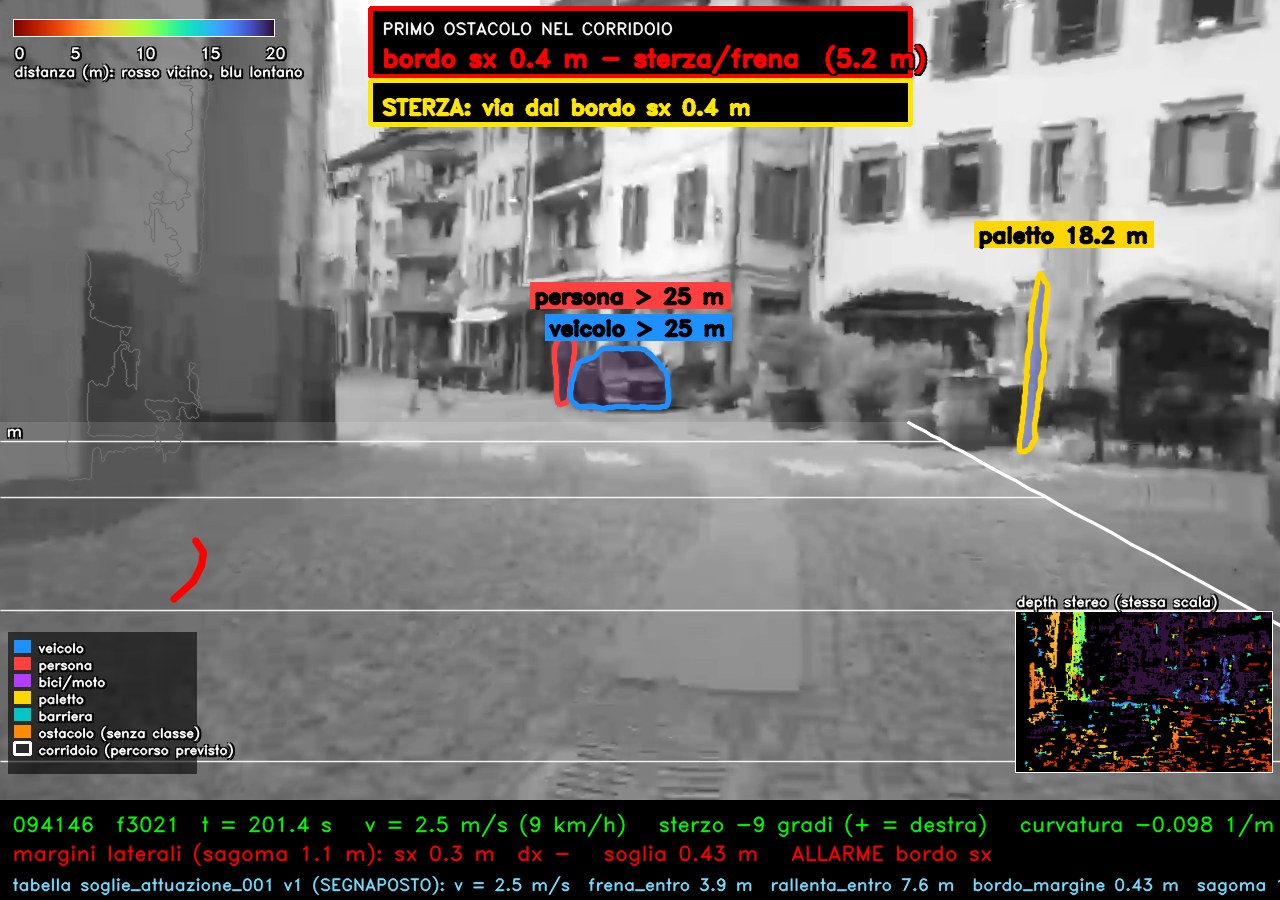 0 5 10 15 20
distanza (m): rosso vicino, blu lontano
PRIMO OSTACOLO NEL CORRIDOIO
bordo sx 0.4 m - sterza/frena (5.2 m)
STERZA: via dal bordo sx 0.4 m
paletto 18.2 m
persona > 25 m
veicolo > 25 m
m
depth stereo (stessa scala)
veicolo
persona
bici/moto
paletto
barriera
ostacolo (senza classe)
corridoio (percorso previsto)
094146 f3021 t = 201.4 s v = 2.5 m/s (9 km/h) sterzo -9 gradi (+ = destra) curvatura -0.098 1/m
margini laterali (sagoma 1.1 m): sx 0.3 m dx - soglia 0.43 m ALLARME bordo sx
tabella soglie_attuazione_001 v1 (SEGNAPOSTO): v = 2.5 m/s frena_entro 3.9 m rallenta_entro 7.6 m bordo_margine 0.43 m sagoma